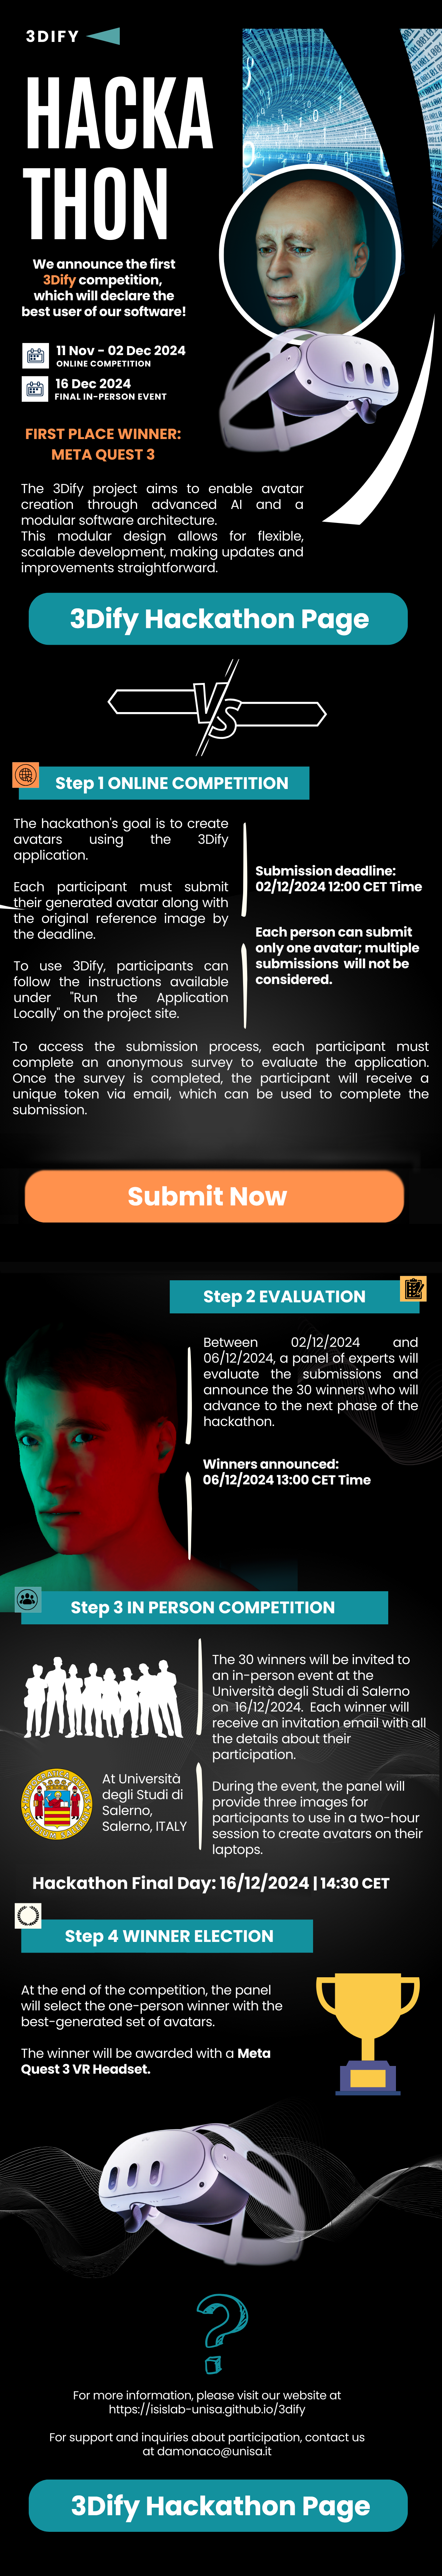 3DIFY
HACKA
THON
We announce the first
3Dify competition,
which will declare the
best user of our software!
11 Nov - 02 Dec 2024
ONLINE COMPETITION
16 Dec 2024
FINAL IN-PERSON EVENT
FIRST PLACE WINNER:
META QUEST 3
The 3Dify project aims to enable avatar
creation through advanced AI and a
modular software architecture.
This modular design allows for flexible,
scalable development, making updates and
improvements straightforward.
3Dify Hackathon Page
VS
Step 1 ONLINE COMPETITION
The hackathon's goal is to create
avatars using the 3Dify
application.
Each participant must submit
their generated avatar along with
the original reference image by
the deadline.
To use 3Dify, participants can
follow the instructions available
under "Run the Application
Locally" on the project site.
Submission deadline:
02/12/2024 12:00 CET Time
Each person can submit
only one avatar; multiple
submissions will not be
considered.
To access the submission process, each participant must
complete an anonymous survey to evaluate the application.
Once the survey is completed, the participant will receive a
unique token via email, which can be used to complete the
submission.
Submit Now
Step 2 EVALUATION
Between 02/12/2024 and
06/12/2024, a panel of experts will
evaluate the submissions and
announce the 30 winners who will
advance to the next phase of the
hackathon.
Winners announced:
06/12/2024 13:00 CET Time
Step 3 IN PERSON COMPETITION
The 30 winners will be invited to
an in-person event at the
Università degli Studi di Salerno
on 16/12/2024. Each winner will
receive an invitation email with all
the details about their
participation.
At Università
degli Studi di
Salerno,
Salerno, ITALY
During the event, the panel will
provide three images for
participants to use in a two-hour
session to create avatars on their
laptops.
Hackathon Final Day: 16/12/2024 | 14:30 CET
Step 4 WINNER ELECTION
At the end of the competition, the panel
will select the one-person winner with the
best-generated set of avatars.
The winner will be awarded with a Meta
Quest 3 VR Headset.
?
For more information, please visit our website at
https://isislab-unisa.github.io/3dify
For support and inquiries about participation, contact us
at damonaco@unisa.it
3Dify Hackathon Page